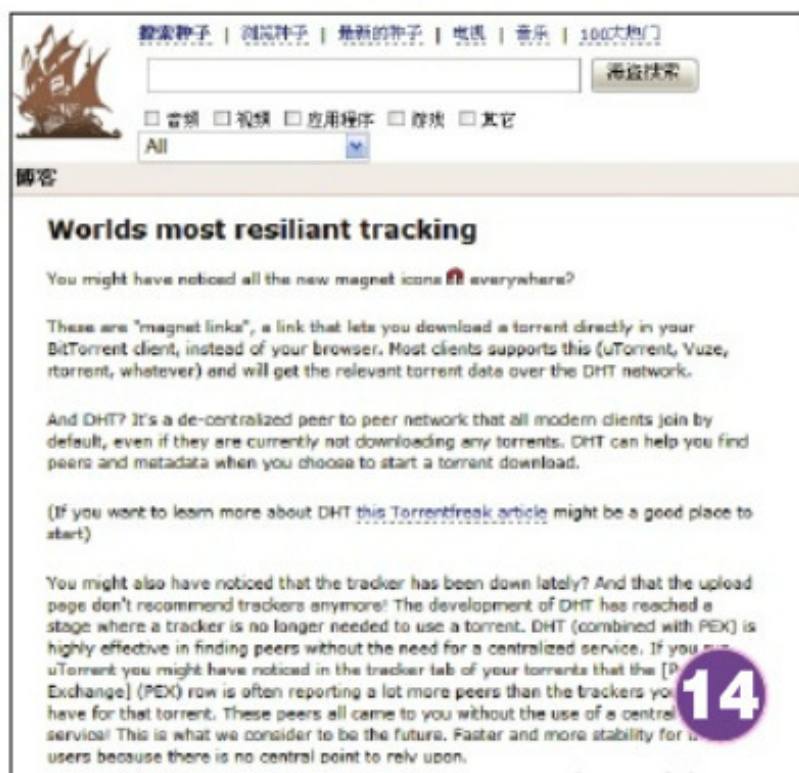 搜索种子 | 浏览种子 | 最新的种子 | 电视 | 音乐 | 100大热门
海盗搜索
音频 视频 应用程序 游戏 其它
All
博客
Worlds most resiliant tracking
You might have noticed all the new magnet icons everywhere?
These are "magnet links", a link that lets you download a torrent directly in your
BitTorrent client, instead of your browser. Most clients supports this (uTorrent, Vuze,
rtorrent, whatever) and will get the relevant torrent data over the DHT network.
And DHT? It's a de-centralized peer to peer network that all modern clients join by
default, even if they are currently not downloading any torrents. DHT can help you find
peers and metadata when you choose to start a torrent download.
(If you want to learn more about DHT this Torrentfreak article might be a good place to
start)
You might also have noticed that the tracker has been down lately? And that the upload
page don't recommend trackers anymore! The development of DHT has reached a
stage where a tracker is no longer needed to use a torrent. DHT (combined with PEX) is
highly effective in finding peers without the need for a centralized service. If you run
uTorrent you might have noticed in the tracker tab of your torrents that the
Exchange] (PEX) row is often reporting a lot more peers than the trackers
have for that torrent. These peers all came to you without the use of a central
service! This is what we consider to be the future. Faster and more stability for
users because there is no central point to rely upon.
14